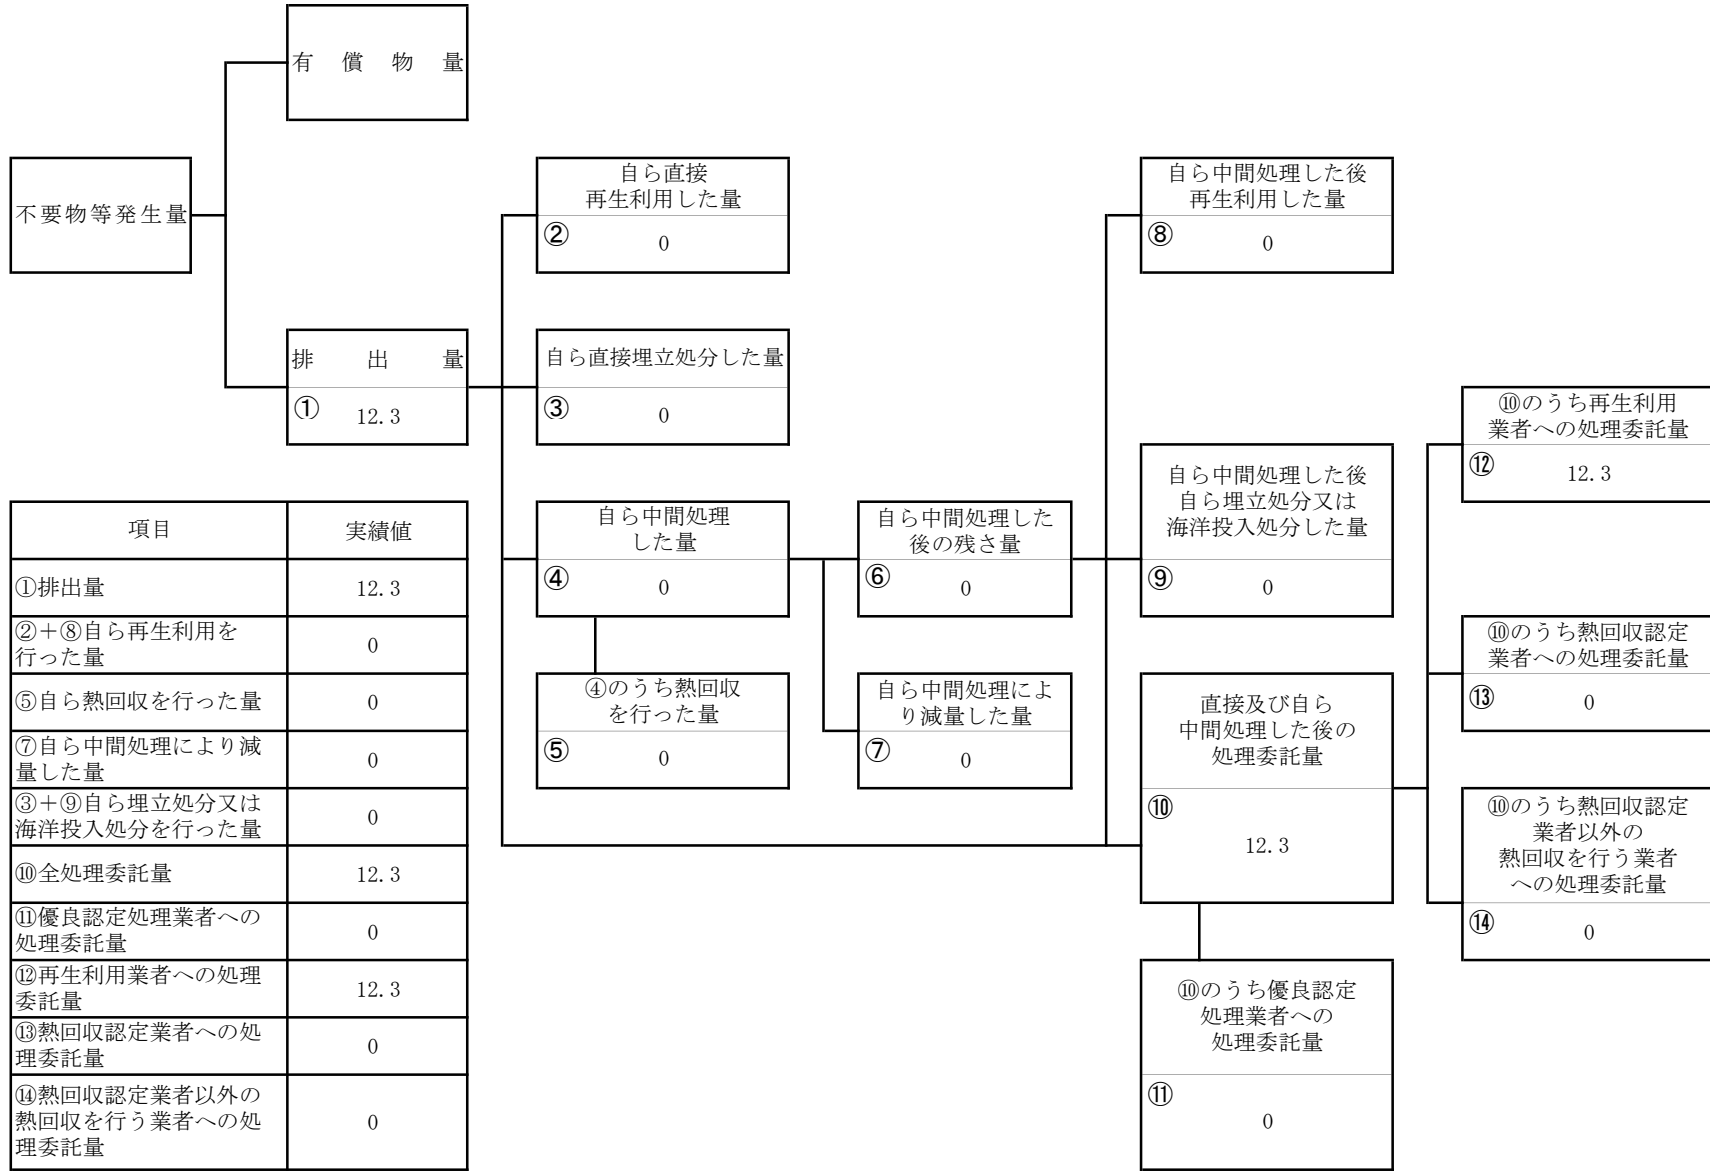 有償物量
不要物等発生量
排出量
① 12.3
自ら直接
再生利用した量
② 0
自ら直接埋立処分した量
③ 0
自ら中間処理
した量
④ 0
④のうち熱回収
を行った量
⑤ 0
自ら中間処理した
後の残さ量
⑥ 0
自ら中間処理によ
り減量した量
⑦ 0
自ら中間処理した後
再生利用した量
⑧ 0
自ら中間処理した後
自ら埋立処分又は
海洋投入処分した量
⑨ 0
直接及び自ら
中間処理した後の
処理委託量
⑩
12.3
⑩のうち優良認定
処理業者への
処理委託量
⑪
0
⑩のうち再生利用
業者への処理委託量
⑫ 12.3
⑩のうち熱回収認定
業者への処理委託量
⑬ 0
⑩のうち熱回収認定
業者以外の
熱回収を行う業者
への処理委託量
⑭ 0
項目 実績値
①排出量 12.3
②＋⑧自ら再生利用を
行った量 0
⑤自ら熱回収を行った量 0
⑦自ら中間処理により減
量した量 0
③＋⑨自ら埋立処分又は
海洋投入処分を行った量 0
⑩全処理委託量 12.3
⑪優良認定処理業者への
処理委託量 0
⑫再生利用業者への処理
委託量 12.3
⑬熱回収認定業者への処
理委託量 0
⑭熱回収認定業者以外の
熱回収を行う業者への処
理委託量 0